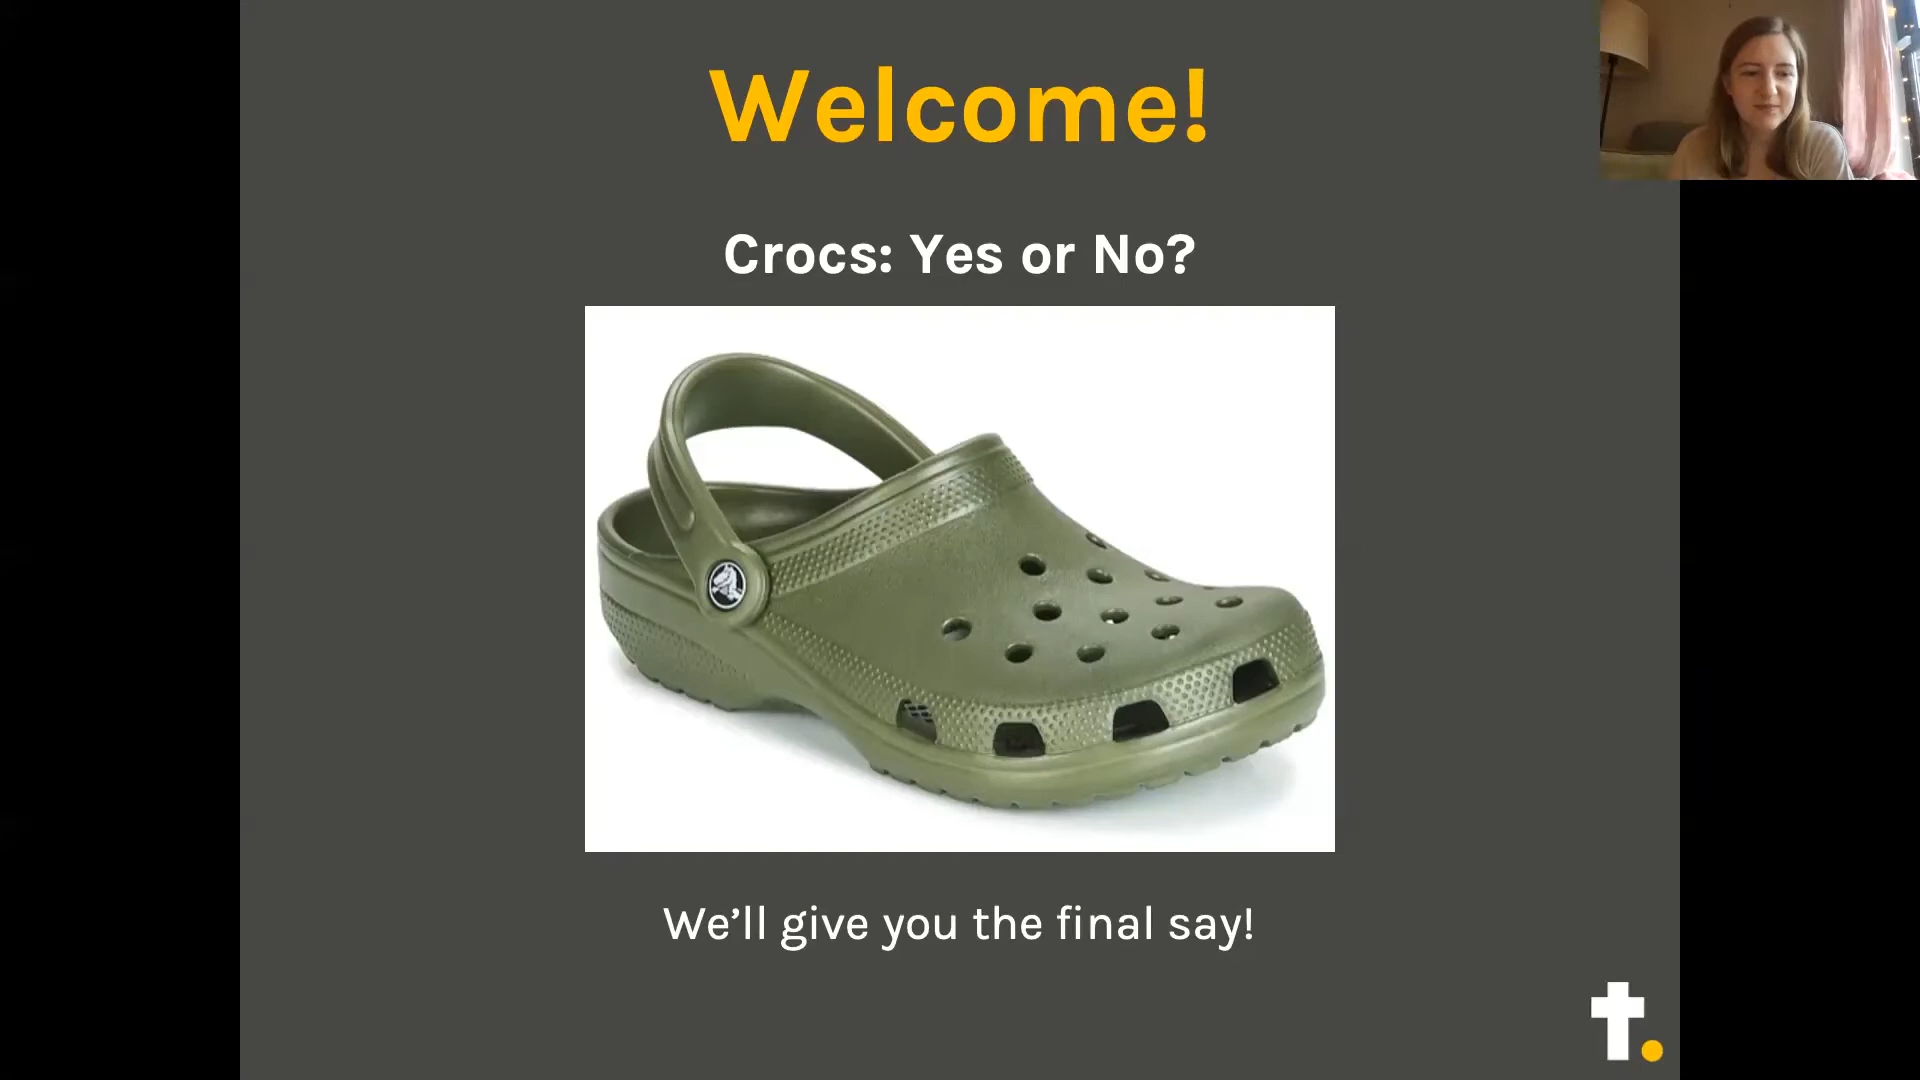 Welcome!
Crocs: Yes or No?
We’ll give you the final say!
t.